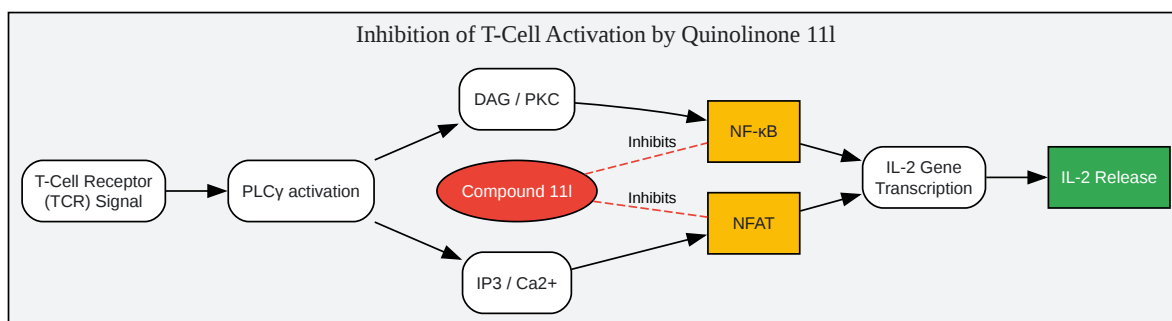 Inhibition of T-Cell Activation by Quinolinone 11l
DAG / PKC
NF-κB
Inhibits
T-Cell Receptor
(TCR) Signal
PLCγ activation
Compound 11l
IL-2 Gene
Transcription
IL-2 Release
Inhibits
NFAT
IP3 / Ca2+